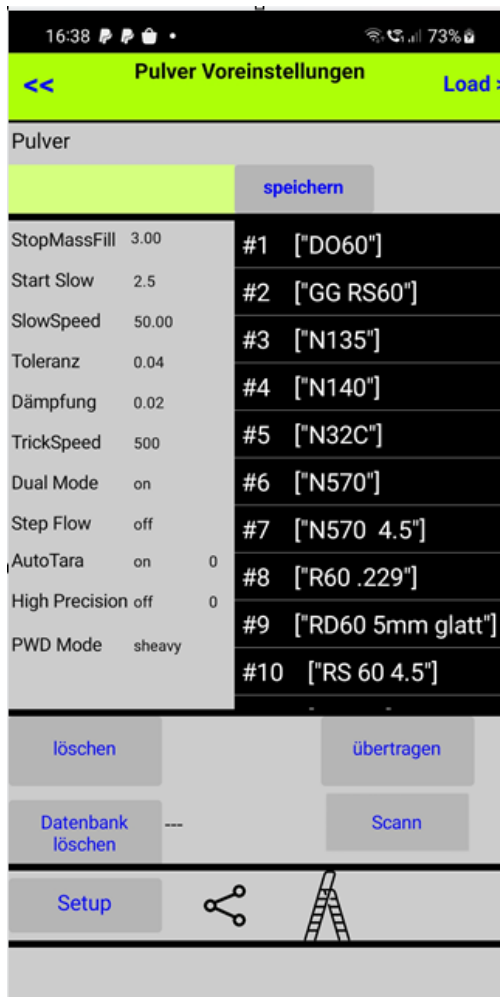 16:38 73%
<< Pulver Voreinstellungen Load >
Pulver
speichern
StopMassFill 3.00
Start Slow 2.5
SlowSpeed 50.00
Toleranz 0.04
Dämpfung 0.02
TrickSpeed 500
Dual Mode on
Step Flow off
AutoTara on 0
High Precision off 0
PWD Mode sheavy
#1 ["DO60"]
#2 ["GG RS60"]
#3 ["N135"]
#4 ["N140"]
#5 ["N32C"]
#6 ["N570"]
#7 ["N570 4.5"]
#8 ["R60 .229"]
#9 ["RD60 5mm glatt"]
#10 ["RS 60 4.5"]
löschen übertragen
Datenbank
löschen --- Scann
Setup